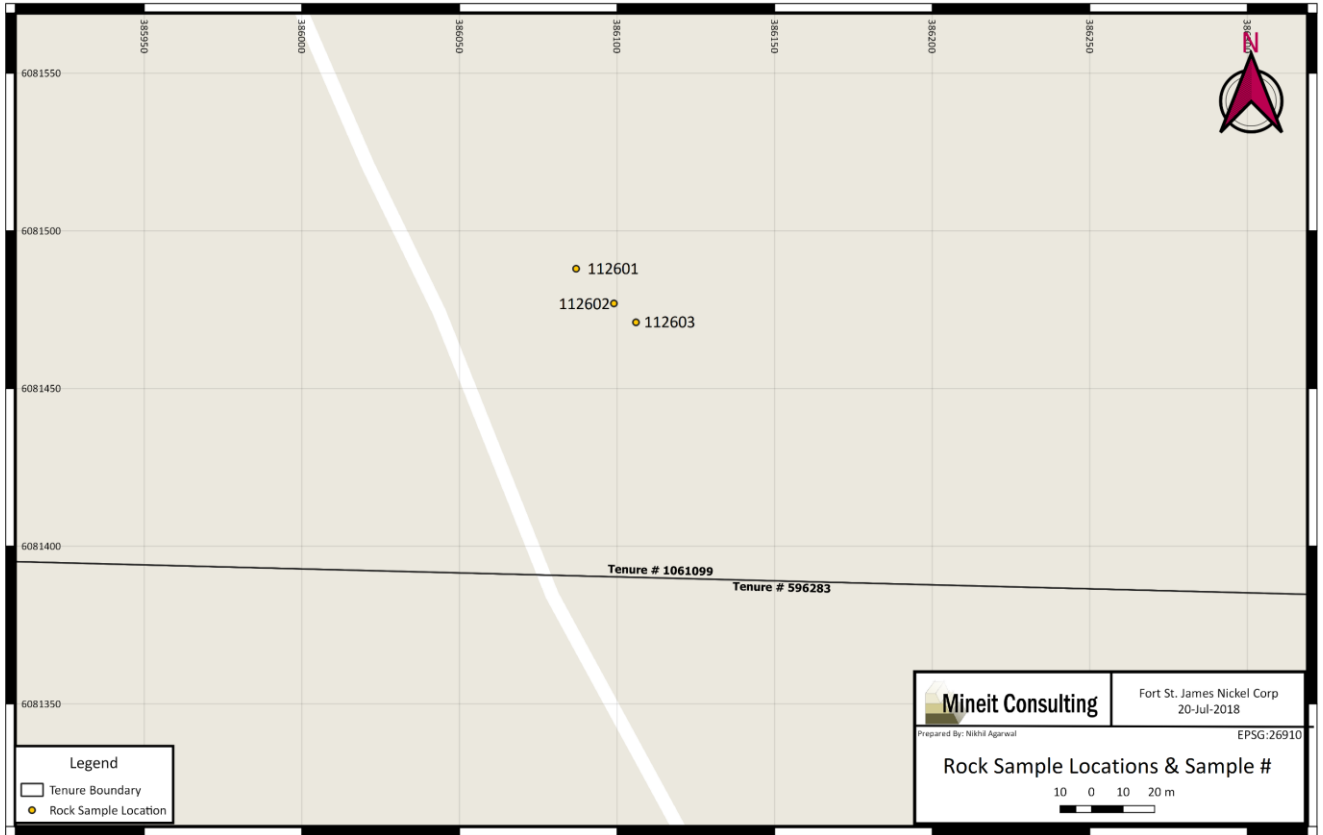 385950
386000
386050
386100
386150
386200
386250
N
6081550
6081500
112601
112602
112603
6081450
6081400
Tenure # 1061099
Tenure # 596283
6081350
Legend
Tenure Boundary
Rock Sample Location
Mineit Consulting
Fort St. James Nickel Corp
20-Jul-2018
Prepared By: Nikhil Agarwal
EPSG:26910
Rock Sample Locations & Sample #
10 0 10 20 m